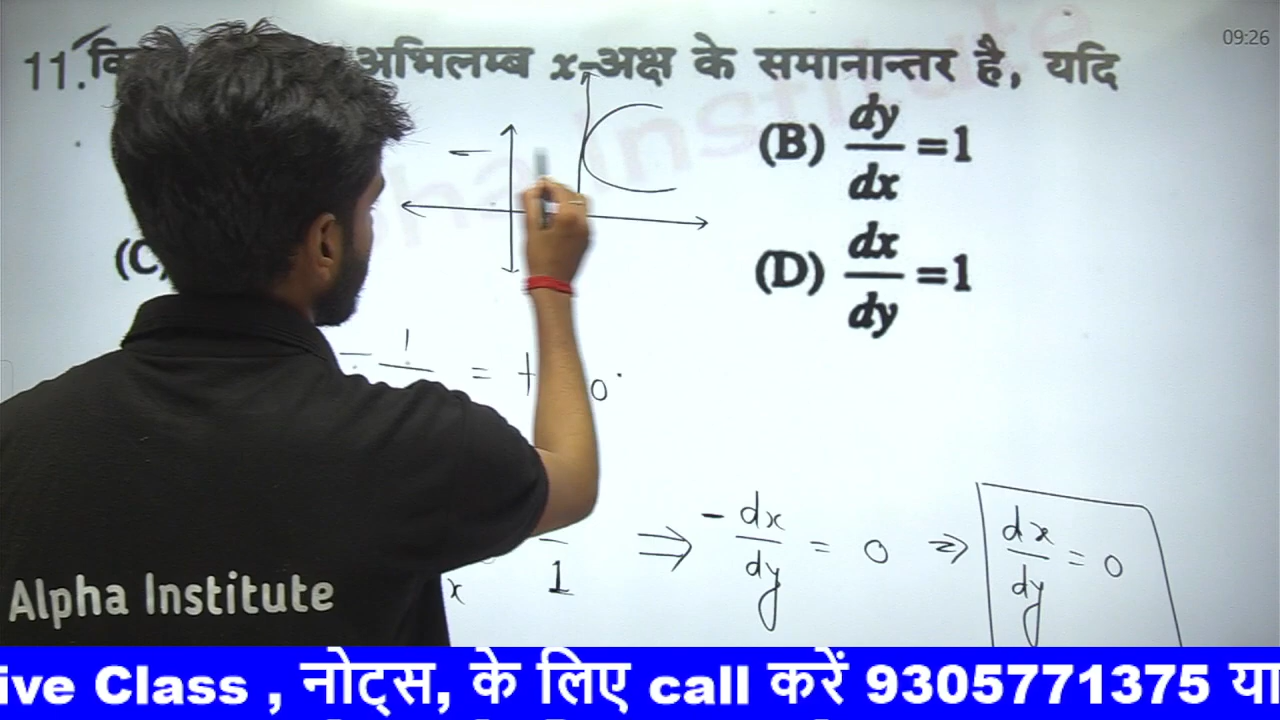 09:26
11. अभिलम्ब x-अक्ष के समानान्तर है, यदि
(B) dy/dx =1
(C)
(D) dx/dy =1
= 0
⇒ - dx/dy = 0 ⇒ dx/dy = 0
x 1
Alpha Institute
ive Class , नोट्स, के लिए call करें 9305771375 या